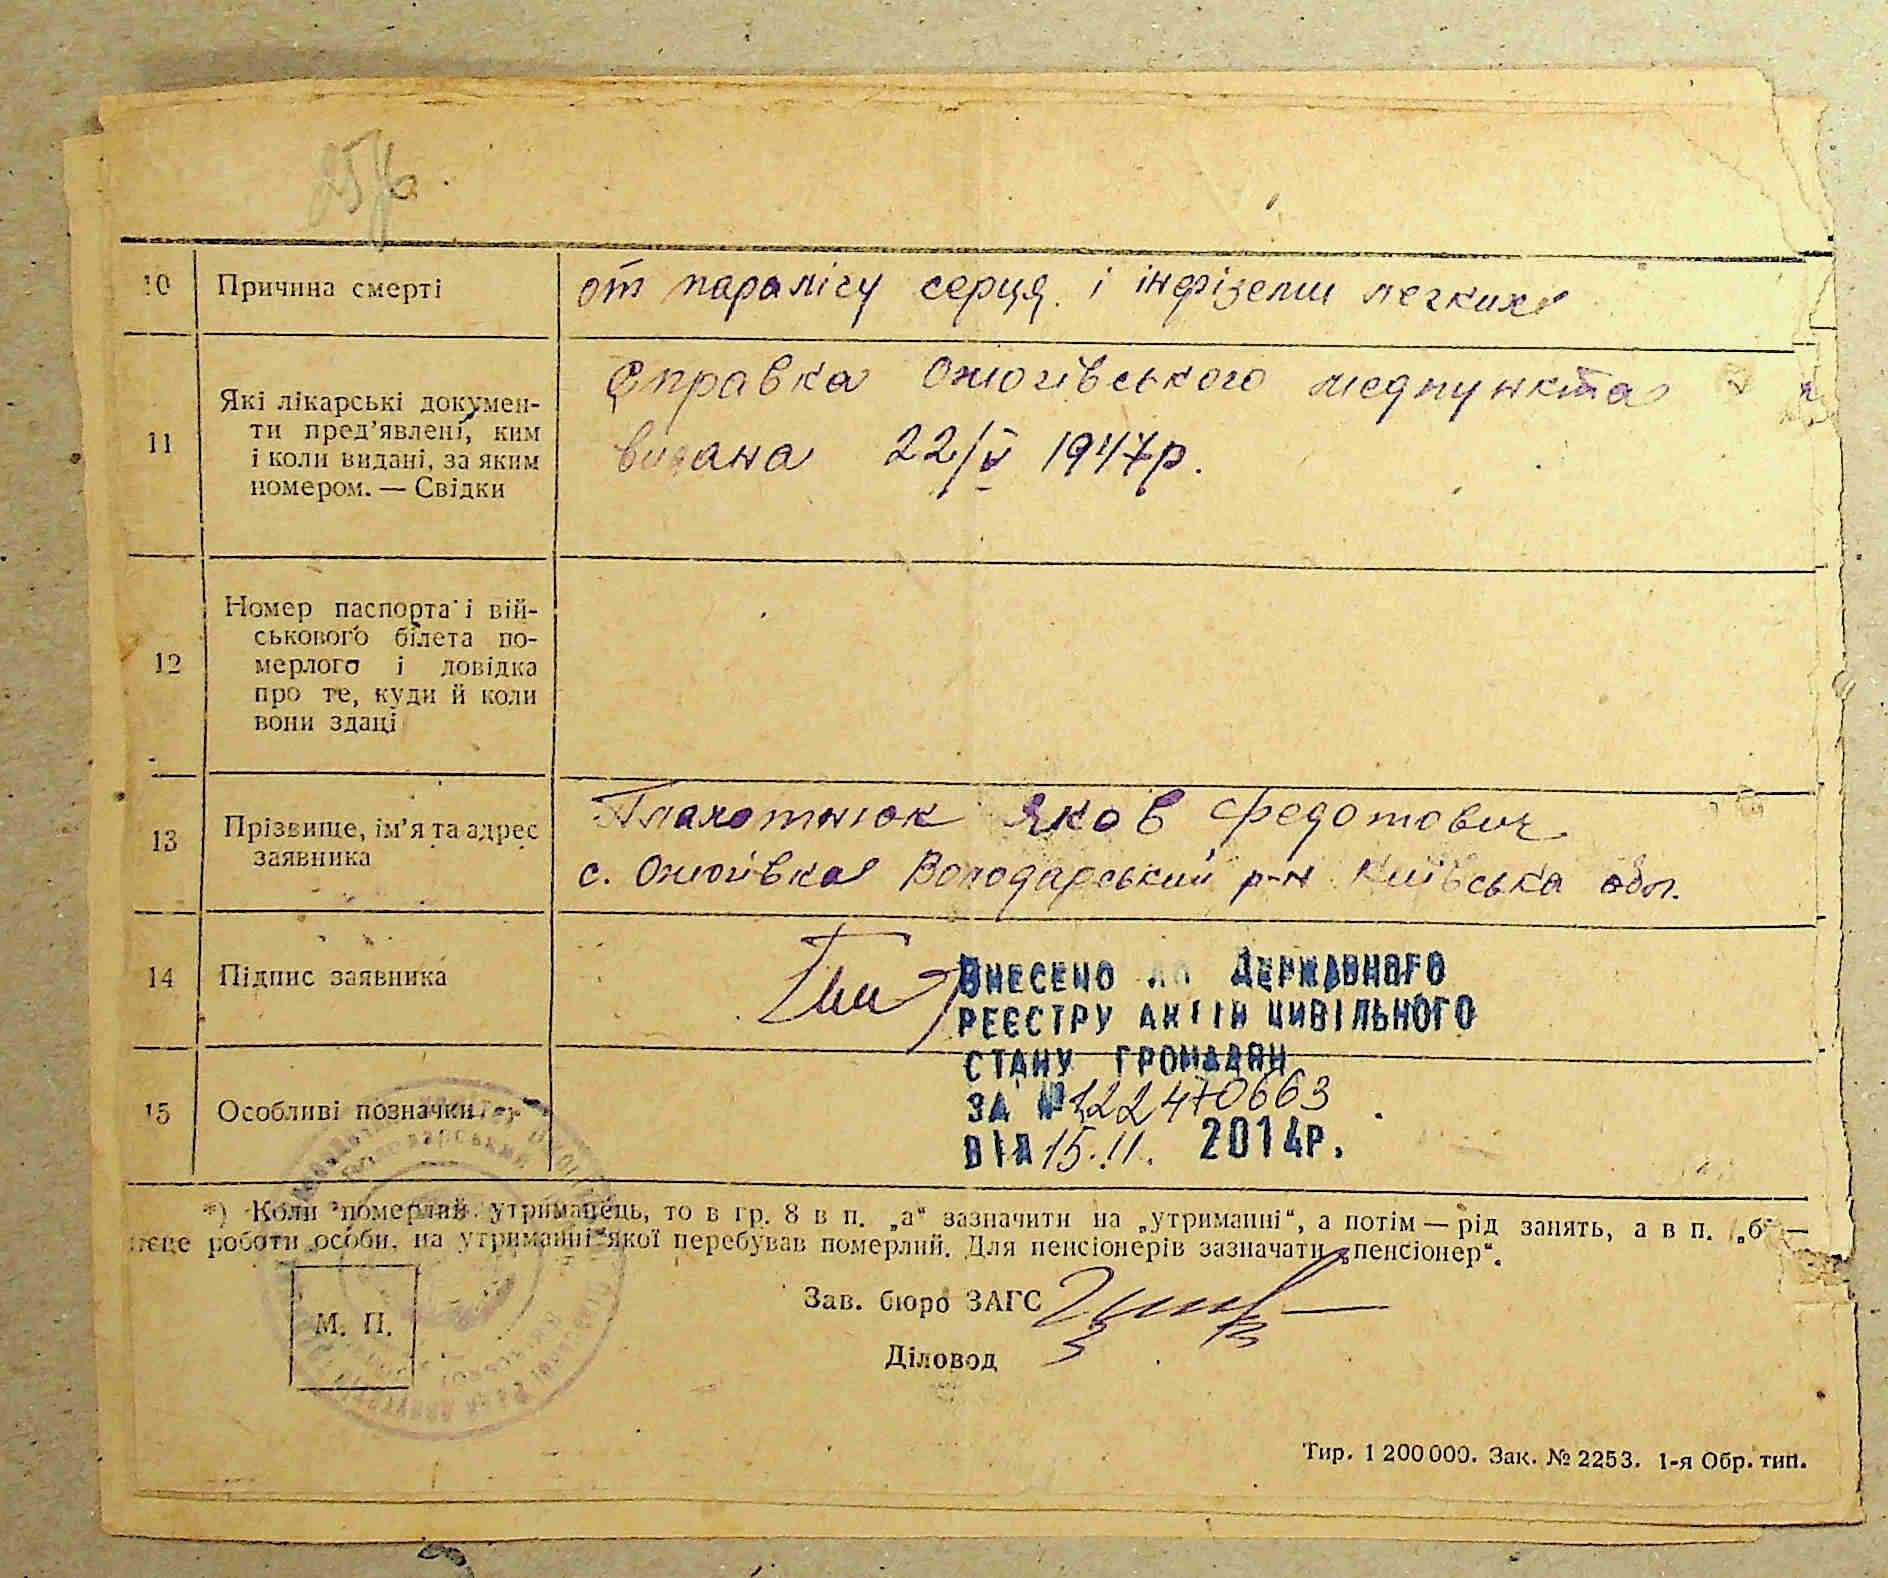 10 Причина смерті
от паралісу серця і інфіземи легких
11 Які лікарські докумен-
ти пред'явлені, ким
і коли видані, за яким
номером. — Свідки
Справка Ожогівського медпункта
видана 22/V 1947р.
12 Номер паспорта і вій-
ськового білета по-
мерлого і довідка
про те, куди й коли
вони здані
13 Прізвище, ім'я та адрес
заявника
Плахотнюк Яков Федотович
с. Ожогівка Володарський р-н Київська обл.
14 Підпис заявника
15 Особливі позначки
ВНЕСЕНО ДО ДЕРЖАВНОГО
РЕЄСТРУ АКТІВ ЦИВІЛЬНОГО
СТАНУ ГРОМАДЯН
ЗА № 122470663
ВІД 15.11. 2014Р.
*) Коли померлий утриманець, то в гр. 8 в п. „а“ зазначити на „утриманні“, а потім — рід занять, а в п. „б“ —
місце роботи особи, на утриманні якої перебував померлий. Для пенсіонерів зазначати „пенсіонер“.
М. П.
Зав. бюро ЗАГС
Діловод
Тир. 1 200 000. Зак. № 2253. 1-я Обр. тип.